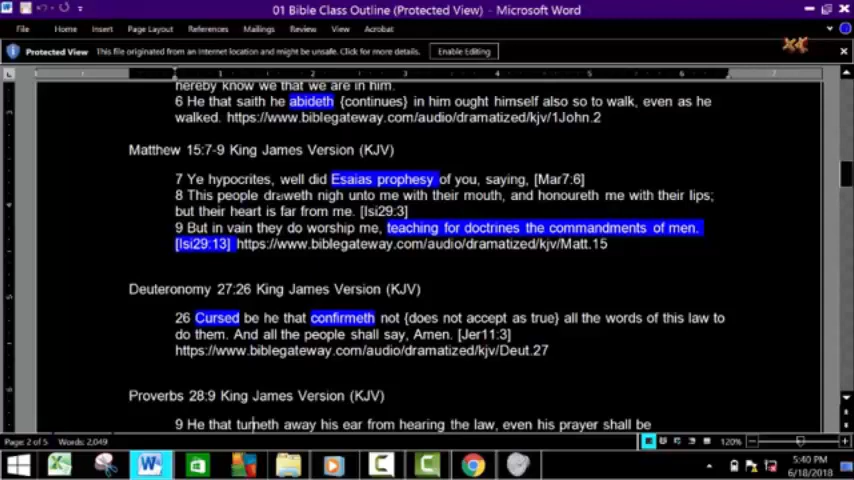 01 Bible Class Outline (Protected View) - Microsoft Word
File Home Insert Page Layout References Mailings Review View Acrobat
Protected View This file originated from an Internet location and might be unsafe. Click for more details. Enable Editing
hereby know we that we are in him.
6 He that saith he abideth {continues} in him ought himself also so to walk, even as he
walked. https://www.biblegateway.com/audio/dramatized/kjv/1John.2
Matthew 15:7-9 King James Version (KJV)
7 Ye hypocrites, well did Esaias prophesy of you, saying, [Mar7:6]
8 This people draweth nigh unto me with their mouth, and honoureth me with their lips;
but their heart is far from me. [Isi29:3]
9 But in vain they do worship me, teaching for doctrines the commandments of men.
[Isi29:13] https://www.biblegateway.com/audio/dramatized/kjv/Matt.15
Deuteronomy 27:26 King James Version (KJV)
26 Cursed be he that confirmeth not {does not accept as true} all the words of this law to
do them. And all the people shall say, Amen. [Jer11:3]
https://www.biblegateway.com/audio/dramatized/kjv/Deut.27
Proverbs 28:9 King James Version (KJV)
9 He that turneth away his ear from hearing the law, even his prayer shall be
Page: 2 of 5 Words: 2,049 120%
5:40 PM
6/18/2018